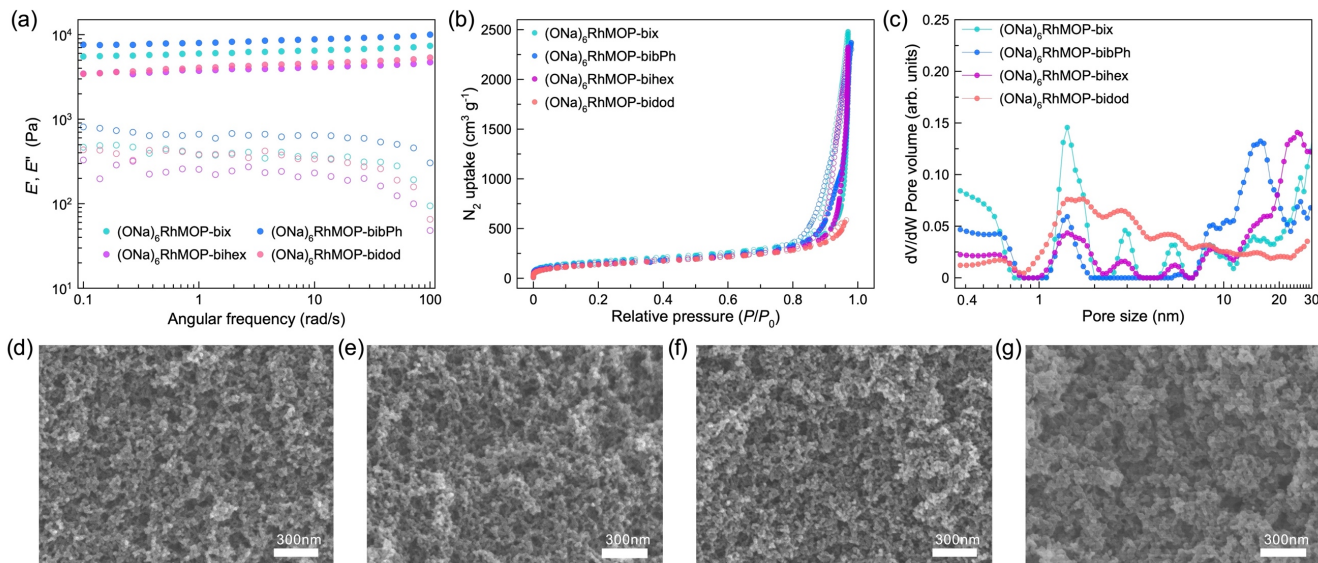 (a)
10⁴
10³
10²
10¹
E', E'' (Pa)
(ONa)₆RhMOP-bix
(ONa)₆RhMOP-bibPh
(ONa)₆RhMOP-bihex
(ONa)₆RhMOP-bidod
0.1
1
10
100
Angular frequency (rad/s)
(b)
(ONa)₆RhMOP-bix
(ONa)₆RhMOP-bibPh
(ONa)₆RhMOP-bihex
(ONa)₆RhMOP-bidod
2500
2000
1500
1000
500
0
N₂ uptake (cm³ g⁻¹)
0.0
0.2
0.4
0.6
0.8
1.0
Relative pressure (P/P₀)
(c)
(ONa)₆RhMOP-bix
(ONa)₆RhMOP-bibPh
(ONa)₆RhMOP-bihex
(ONa)₆RhMOP-bidod
0.25
0.20
0.15
0.10
0.05
0.00
dV/dW Pore volume (arb. units)
0.4
1
10
20
30
Pore size (nm)
(d)
300nm
(e)
300nm
(f)
300nm
(g)
300nm